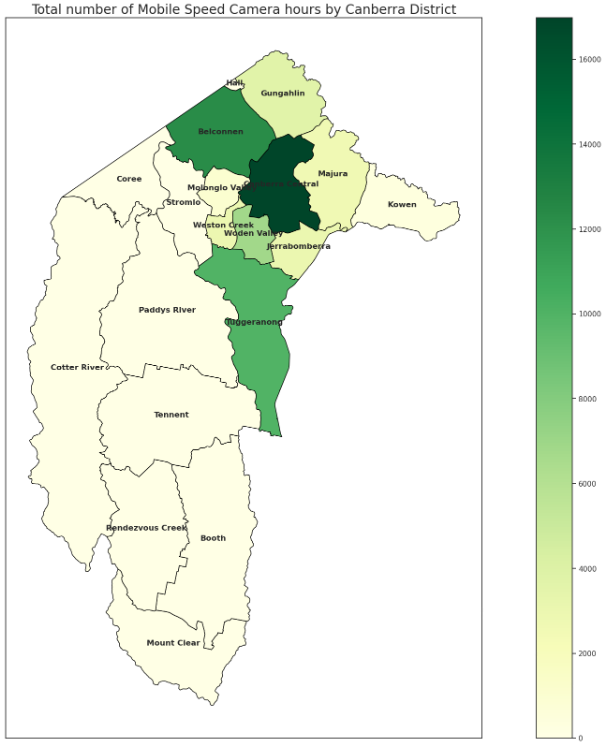 Total number of Mobile Speed Camera hours by Canberra District
Hall
Gungahlin
Belconnen
Majura
Coree
Molonglo Valley
Central
Stromlo
Kowen
Weston Creek
Woden Valley
Jerrabomberra
Paddys River
Tuggeranong
Cotter River
Tennent
Rendezvous Creek
Booth
Mount Clear
16000
14000
12000
10000
8000
6000
4000
2000
0